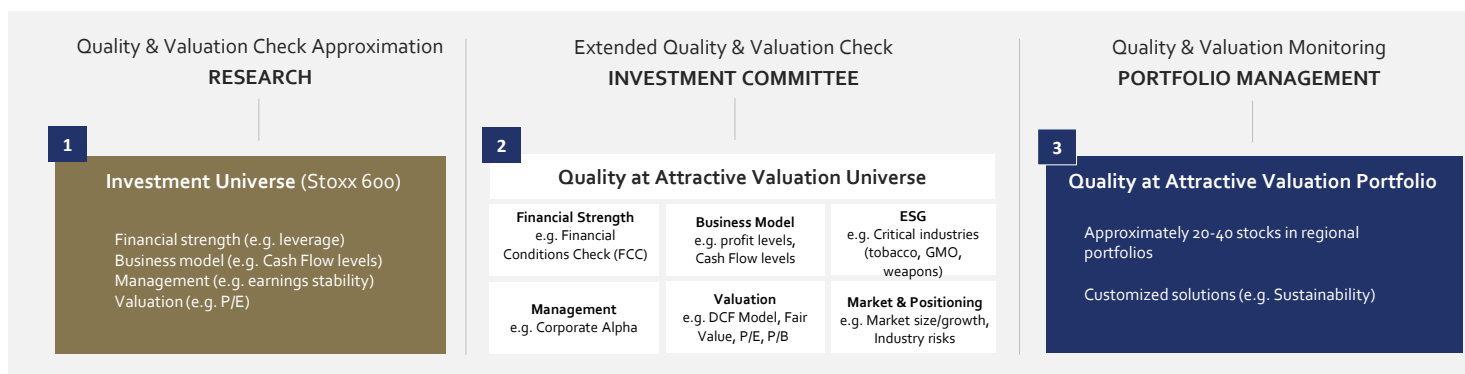 Quality & Valuation Check Approximation
RESEARCH
1
Investment Universe (Stoxx 600)
Financial strength (e.g. leverage)
Business model (e.g. Cash Flow levels)
Management (e.g. earnings stability)
Valuation (e.g. P/E)
Extended Quality & Valuation Check
INVESTMENT COMMITTEE
2
Quality at Attractive Valuation Universe
Financial Strength
e.g. Financial
Conditions Check (FCC)
Business Model
e.g. profit levels,
Cash Flow levels
ESG
e.g. Critical industries
(tobacco, GMO,
weapons)
Management
e.g. Corporate Alpha
Valuation
e.g. DCF Model, Fair
Value, P/E, P/B
Market & Positioning
e.g. Market size/growth,
Industry risks
Quality & Valuation Monitoring
PORTFOLIO MANAGEMENT
3
Quality at Attractive Valuation Portfolio
Approximately 20-40 stocks in regional
portfolios
Customized solutions (e.g. Sustainability)